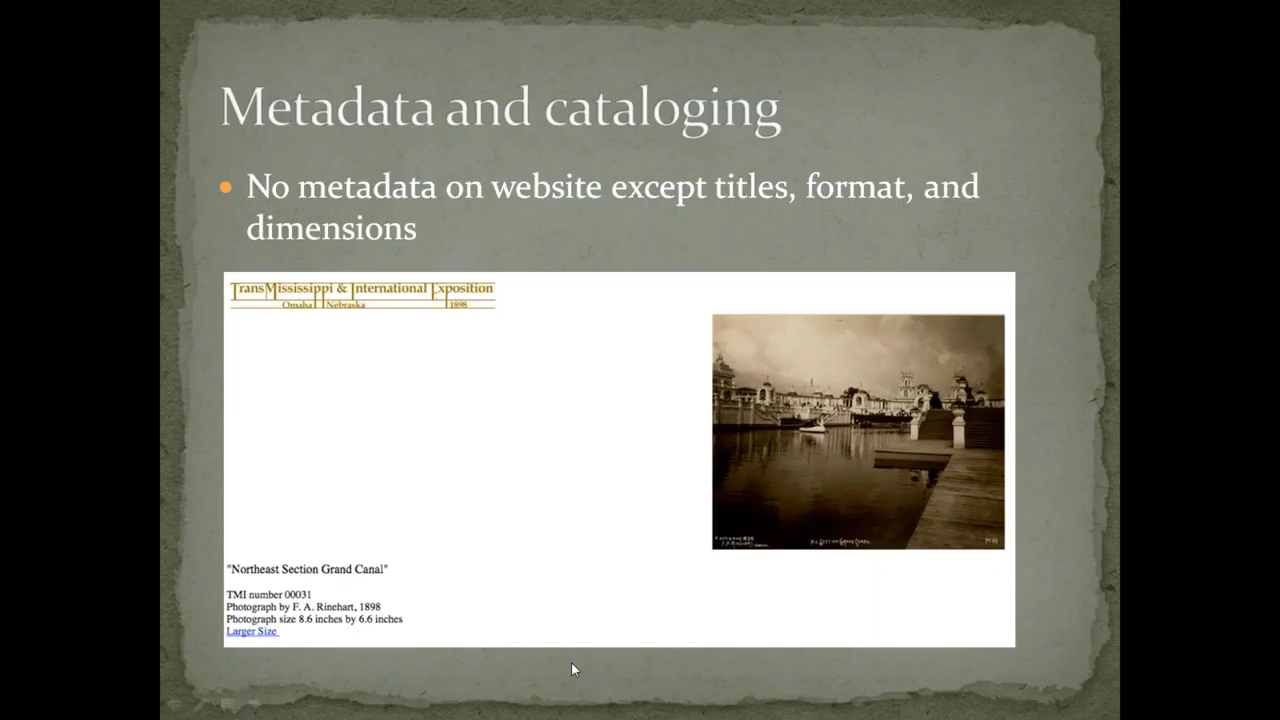 Metadata and cataloging
No metadata on website except titles, format, and
dimensions
TransMississippi & International Exposition
Omaha Nebraska 1898
"Northeast Section Grand Canal"
TMI number 00031
Photograph by F. A. Rinehart, 1898
Photograph size 8.6 inches by 6.6 inches
Larger Size